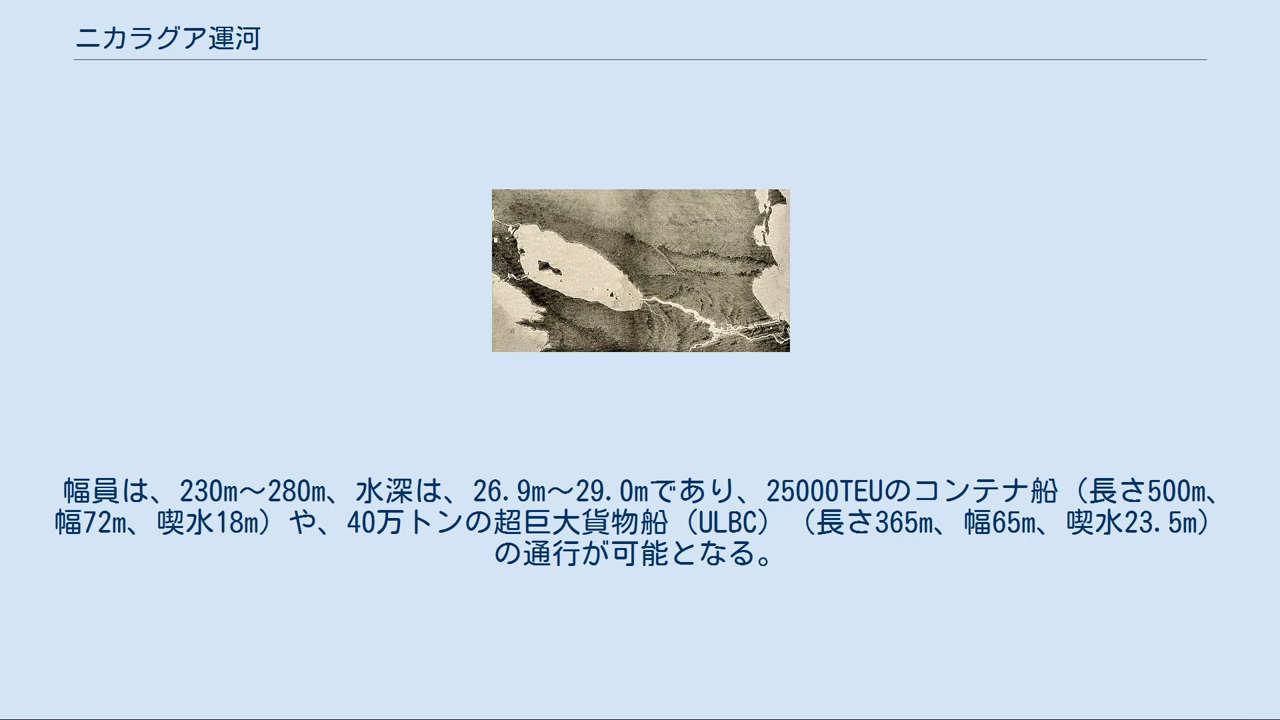 ニカラグア運河
幅員は、230m～280m、水深は、26.9m～29.0mであり、25000TEUのコンテナ船（長さ500m、
幅72m、喫水18m）や、40万トンの超巨大貨物船（ULBC）（長さ365m、幅65m、喫水23.5m）
の通行が可能となる。